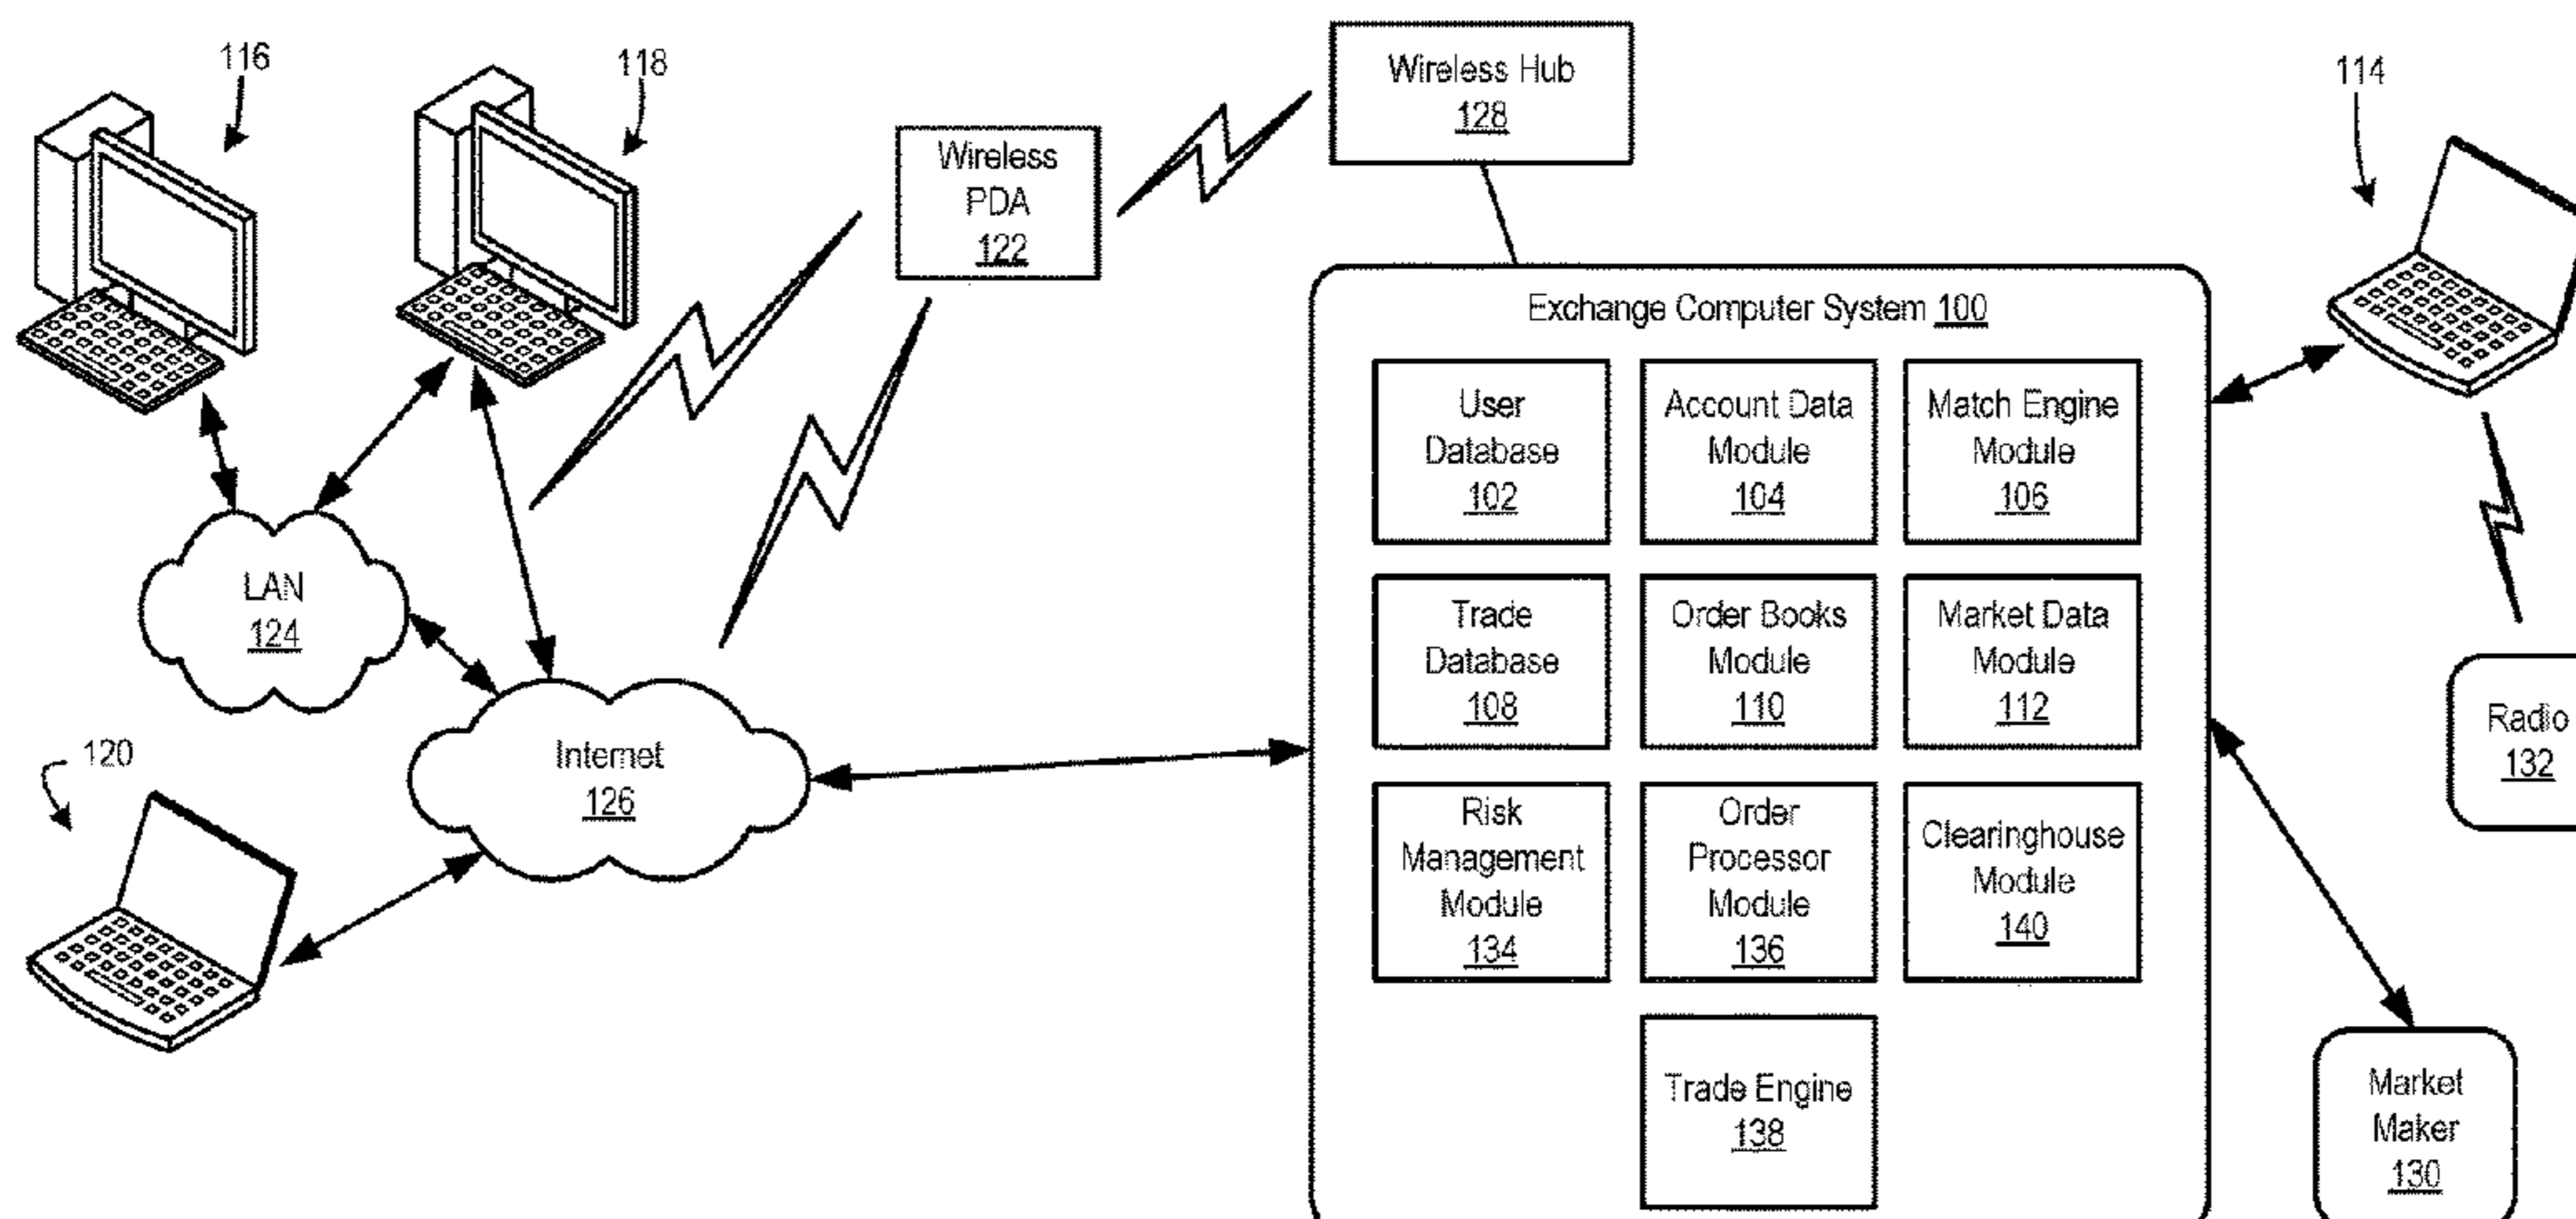 116
118
Wireless Hub
128
114
Wireless
PDA
122
Exchange Computer System 100
User
Database
102
Account Data
Module
104
Match Engine
Module
106
LAN
124
Trade
Database
108
Order Books
Module
110
Market Data
Module
112
Radio
132
120
Internet
126
Risk
Management
Module
134
Order
Processor
Module
136
Clearinghouse
Module
140
Trade Engine
138
Market
Maker
130